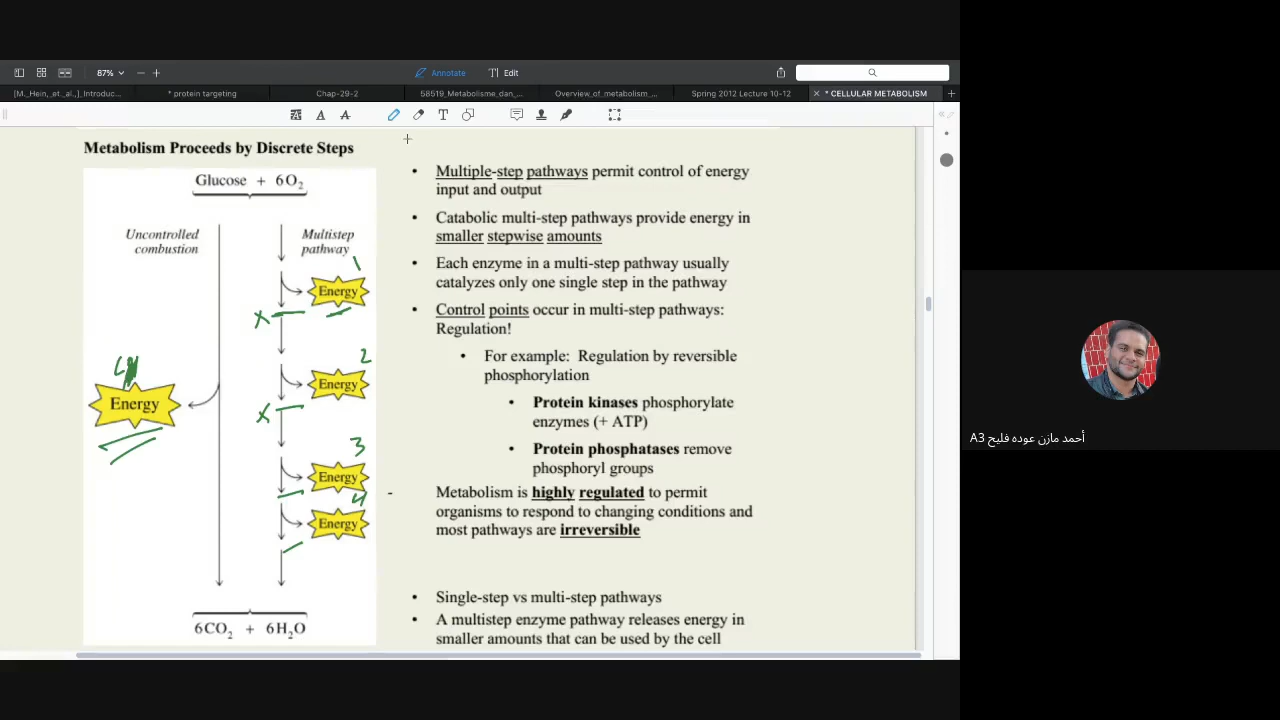 87%
Annotate
Edit
[M._Hein,_et._al.,]_Introduc...
* protein targeting
Chap-29-2
58519_Metabolisme_dan_...
Overview_of_metabolism_...
Spring 2012 Lecture 10-12
* CELLULAR METABOLISM
Metabolism Proceeds by Discrete Steps
Glucose + 6O2
Uncontrolled
combustion
Multistep
pathway
1
Energy
X
2
Energy
X
Energy
3
Energy
4
Energy
6CO2 + 6H2O
• Multiple-step pathways permit control of energy
input and output
• Catabolic multi-step pathways provide energy in
smaller stepwise amounts
• Each enzyme in a multi-step pathway usually
catalyzes only one single step in the pathway
• Control points occur in multi-step pathways:
Regulation!
• For example: Regulation by reversible
phosphorylation
• Protein kinases phosphorylate
enzymes (+ ATP)
• Protein phosphatases remove
phosphoryl groups
- Metabolism is highly regulated to permit
organisms to respond to changing conditions and
most pathways are irreversible
• Single-step vs multi-step pathways
• A multistep enzyme pathway releases energy in
smaller amounts that can be used by the cell
أحمد مازن عوده فليح A3